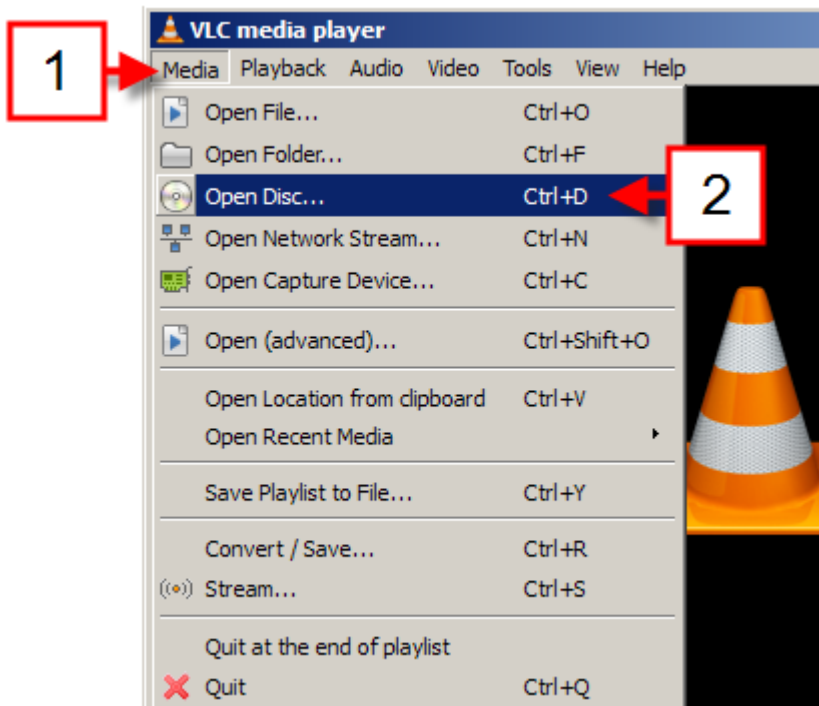 VLC media player
1
Media Playback Audio Video Tools View Help
Open File... Ctrl+O
Open Folder... Ctrl+F
Open Disc... Ctrl+D
2
Open Network Stream... Ctrl+N
Open Capture Device... Ctrl+C
Open (advanced)... Ctrl+Shift+O
Open Location from clipboard Ctrl+V
Open Recent Media
Save Playlist to File... Ctrl+Y
Convert / Save... Ctrl+R
Stream... Ctrl+S
Quit at the end of playlist
Quit Ctrl+Q